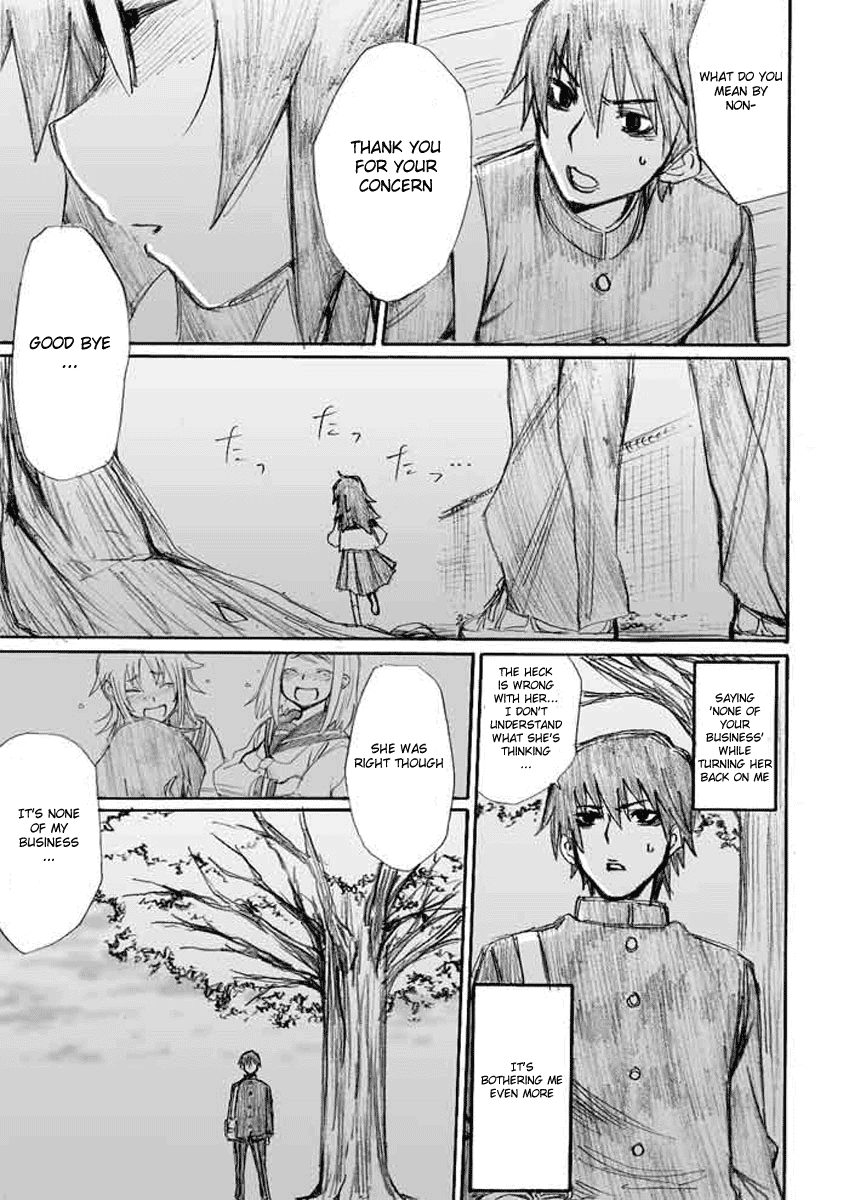 WHAT DO YOU
MEAN BY
NON-
THANK YOU
FOR YOUR
CONCERN
GOOD BYE
...
たっ
たっ
たっ...
SAYING
'NONE OF
YOUR
BUSINESS'
WHILE
TURNING HER
BACK ON ME
THE HECK
IS WRONG
WITH HER...
I DON'T
UNDERSTAND
WHAT SHE'S
THINKING
...
IT'S
BOTHERING ME
EVEN MORE
SHE WAS
RIGHT THOUGH
IT'S NONE
OF MY
BUSINESS
...